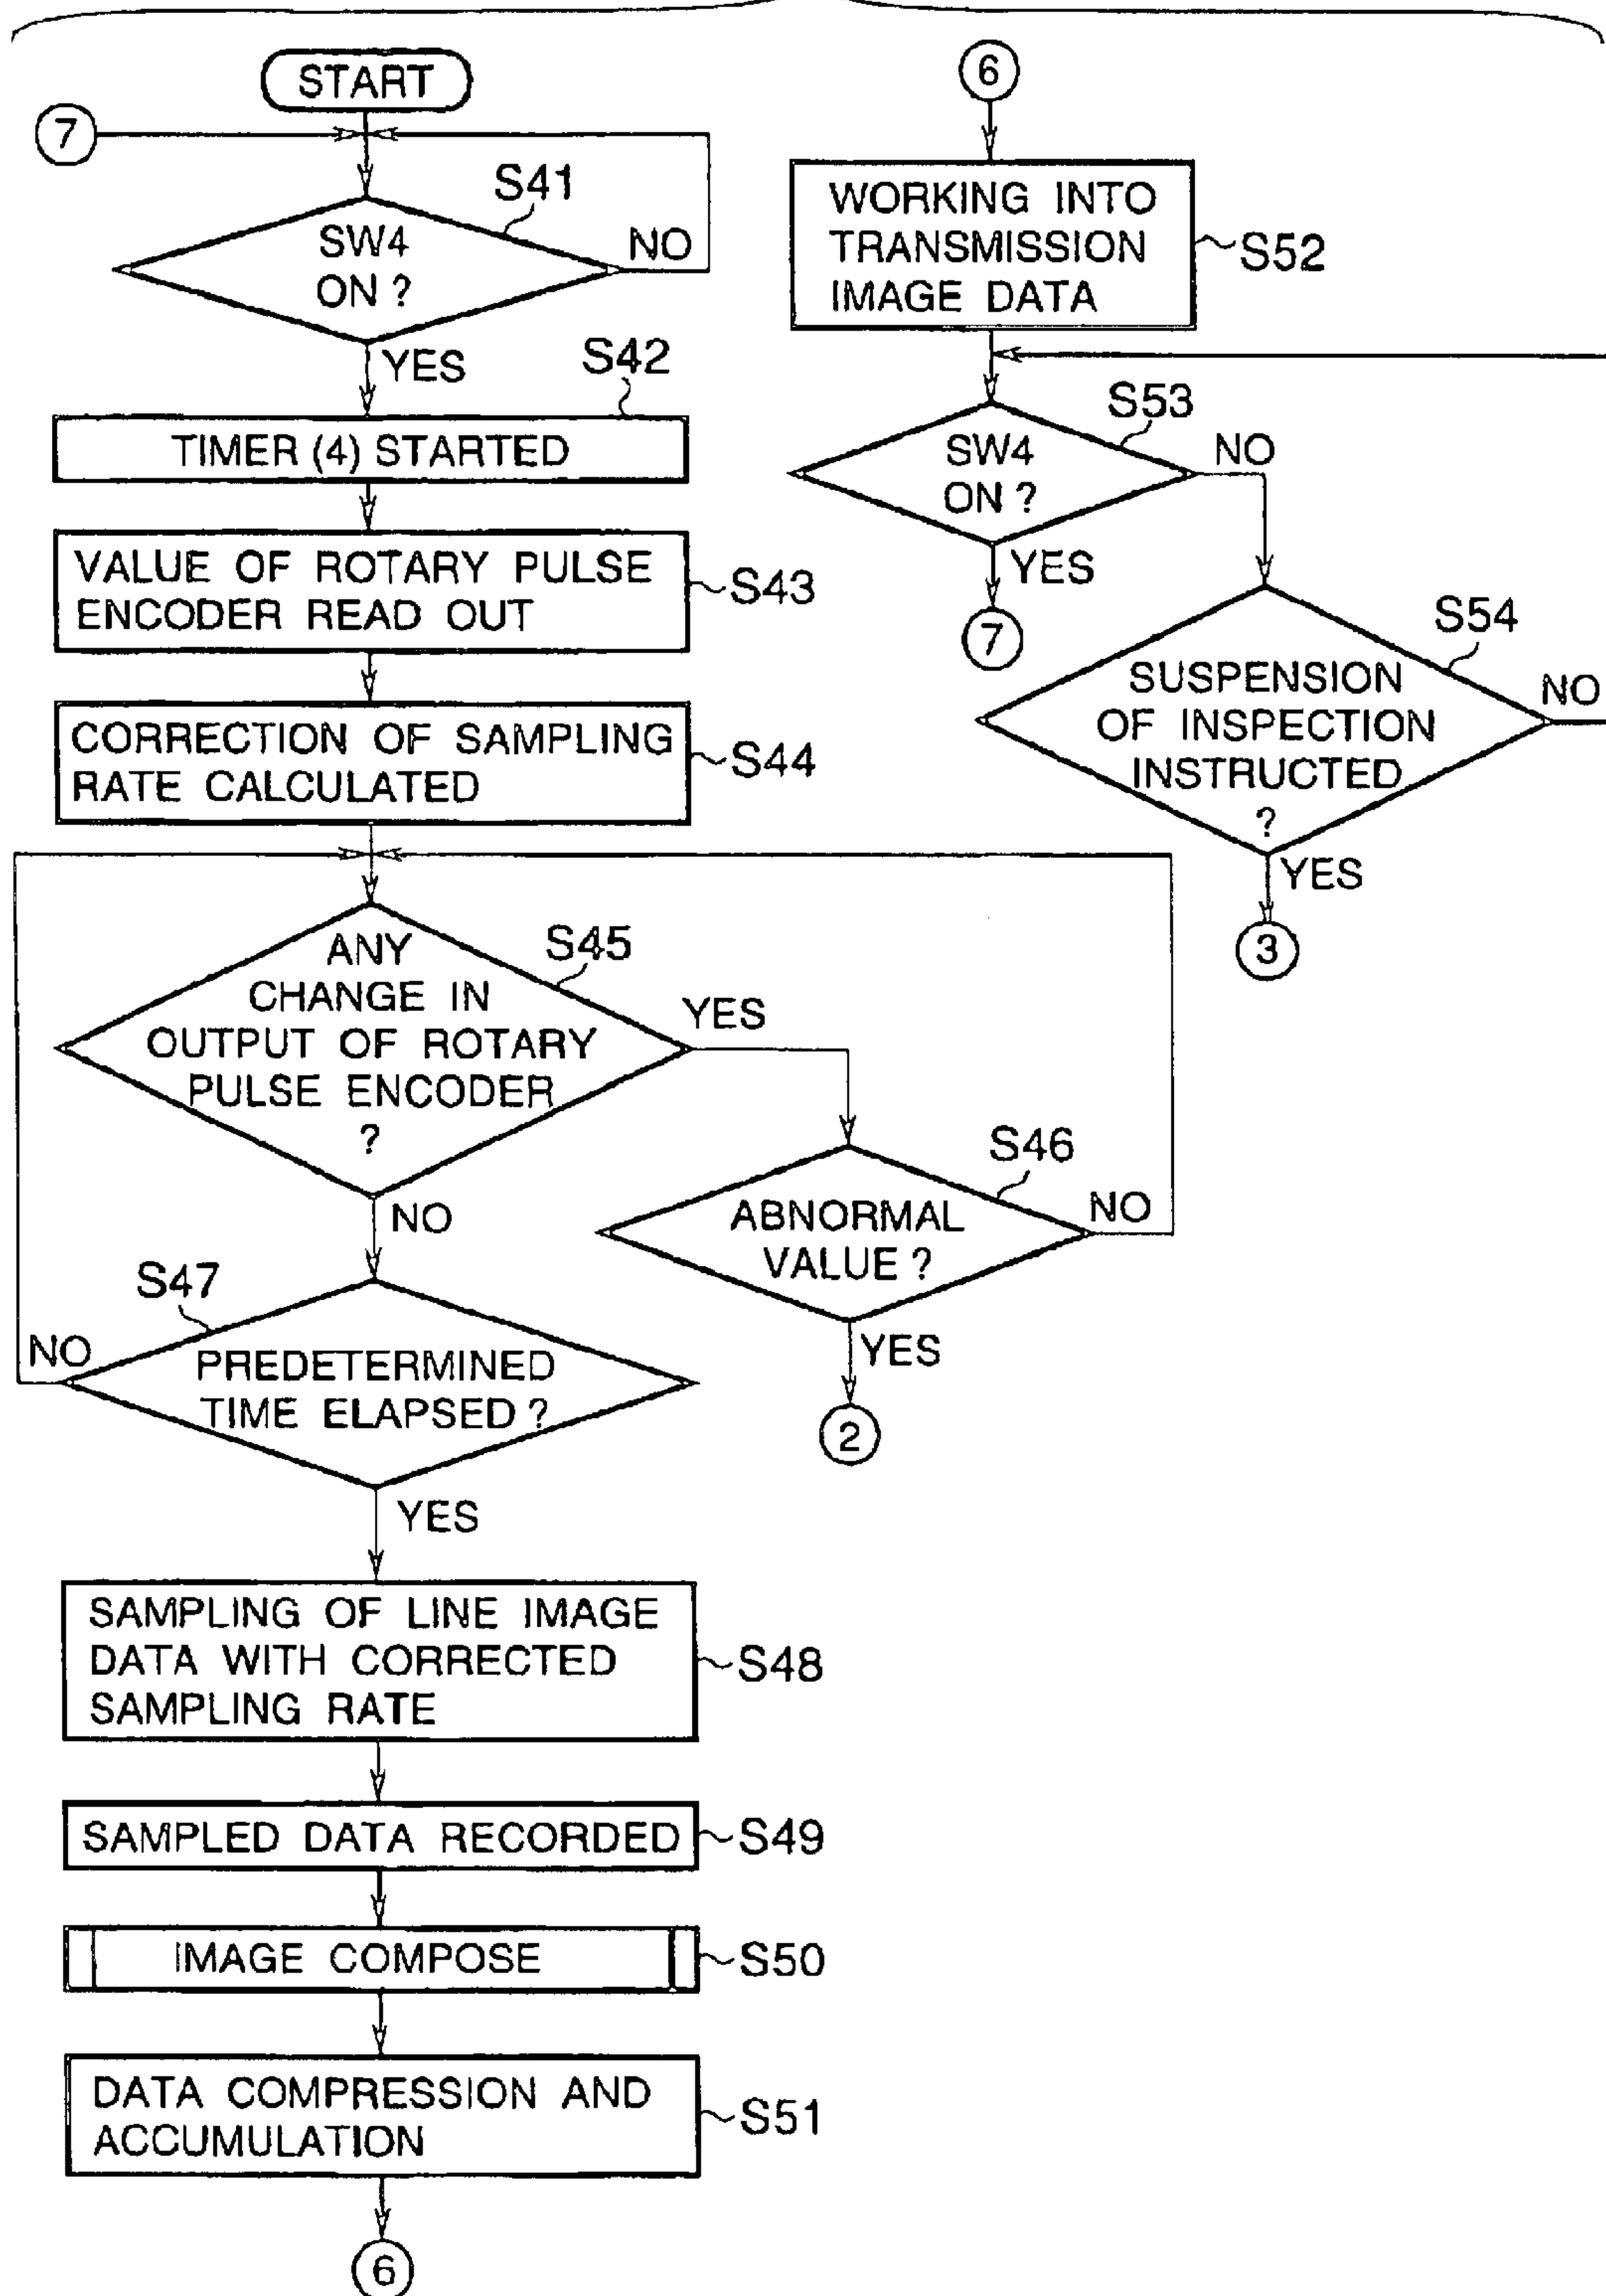 START
7
S41
SW4
ON ?
NO
YES
S42
TIMER (4) STARTED
VALUE OF ROTARY PULSE
ENCODER READ OUT
S43
CORRECTION OF SAMPLING
RATE CALCULATED
S44
S45
ANY
CHANGE IN
OUTPUT OF ROTARY
PULSE ENCODER
?
YES
NO
S46
ABNORMAL
VALUE ?
NO
YES
2
S47
PREDETERMINED
TIME ELAPSED ?
NO
YES
SAMPLING OF LINE IMAGE
DATA WITH CORRECTED
SAMPLING RATE
S48
SAMPLED DATA RECORDED
S49
IMAGE COMPOSE
S50
DATA COMPRESSION AND
ACCUMULATION
S51
6
6
WORKING INTO
TRANSMISSION
IMAGE DATA
S52
S53
SW4
ON ?
NO
YES
7
S54
SUSPENSION
OF INSPECTION
INSTRUCTED
?
NO
YES
3